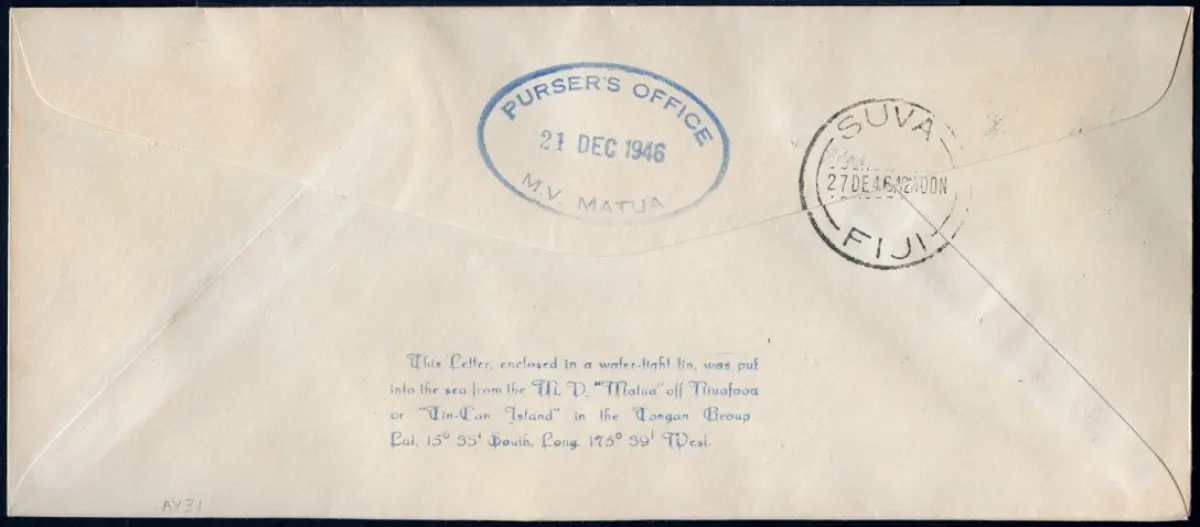 PURSER'S OFFICE
21 DEC 1946
M.V. MATUA
SUVA
27 DE 46 12 NOON
FIJI
This Letter, enclosed in a water-tight tin, was put
into the sea from the M. V. "Matua" off Niuafoou
or "Tin-Can Island" in the Tongan Group
Lat. 15° 35' South, Long. 175° 39' West.
AY31